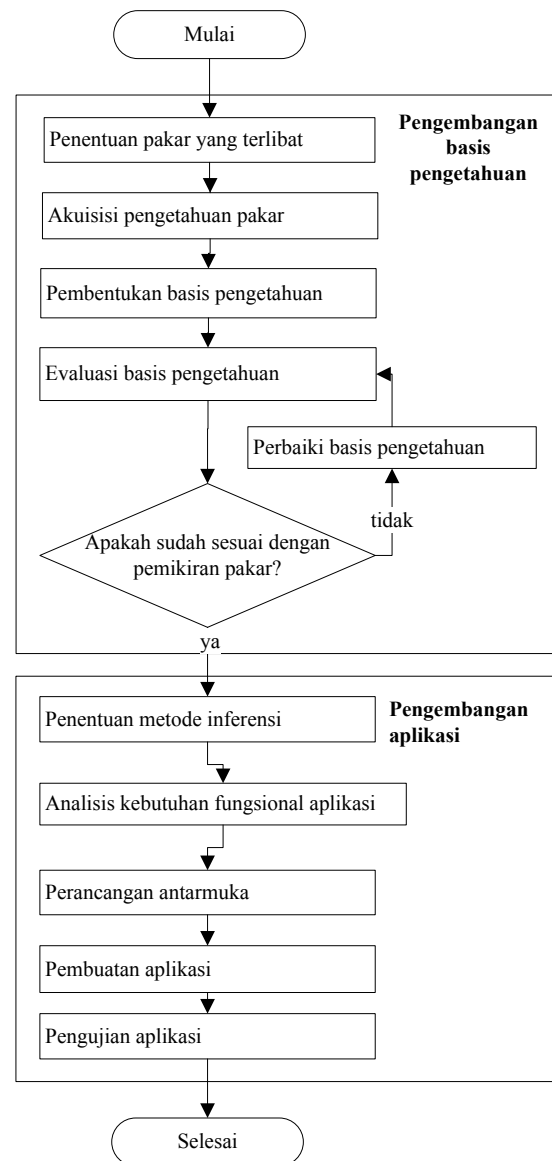 Mulai
Pengembangan
basis
pengetahuan
Penentuan pakar yang terlibat
Akuisisi pengetahuan pakar
Pembentukan basis pengetahuan
Evaluasi basis pengetahuan
Perbaiki basis pengetahuan
tidak
Apakah sudah sesuai dengan
pemikiran pakar?
ya
Pengembangan
aplikasi
Penentuan metode inferensi
Analisis kebutuhan fungsional aplikasi
Perancangan antarmuka
Pembuatan aplikasi
Pengujian aplikasi
Selesai